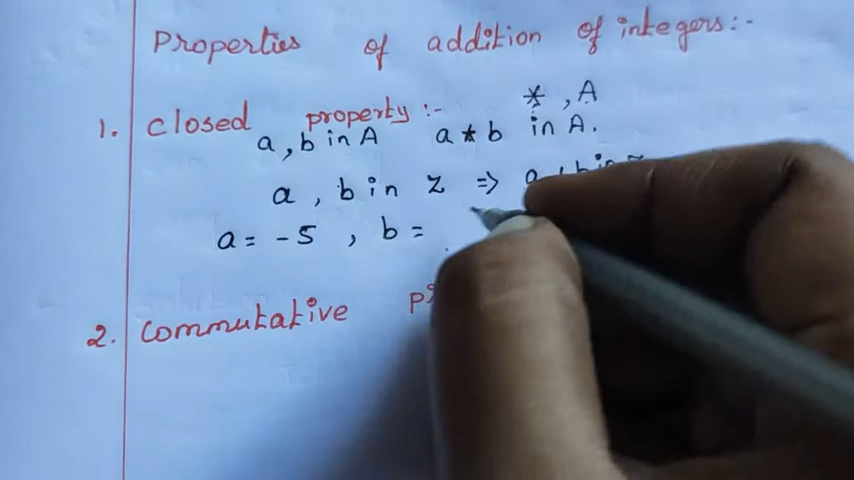 Properties of addition of integers:-
* , A
1. closed property :-
a , b in A a * b in A.
a , b in z => a
a = -5 , b =
2. commutative